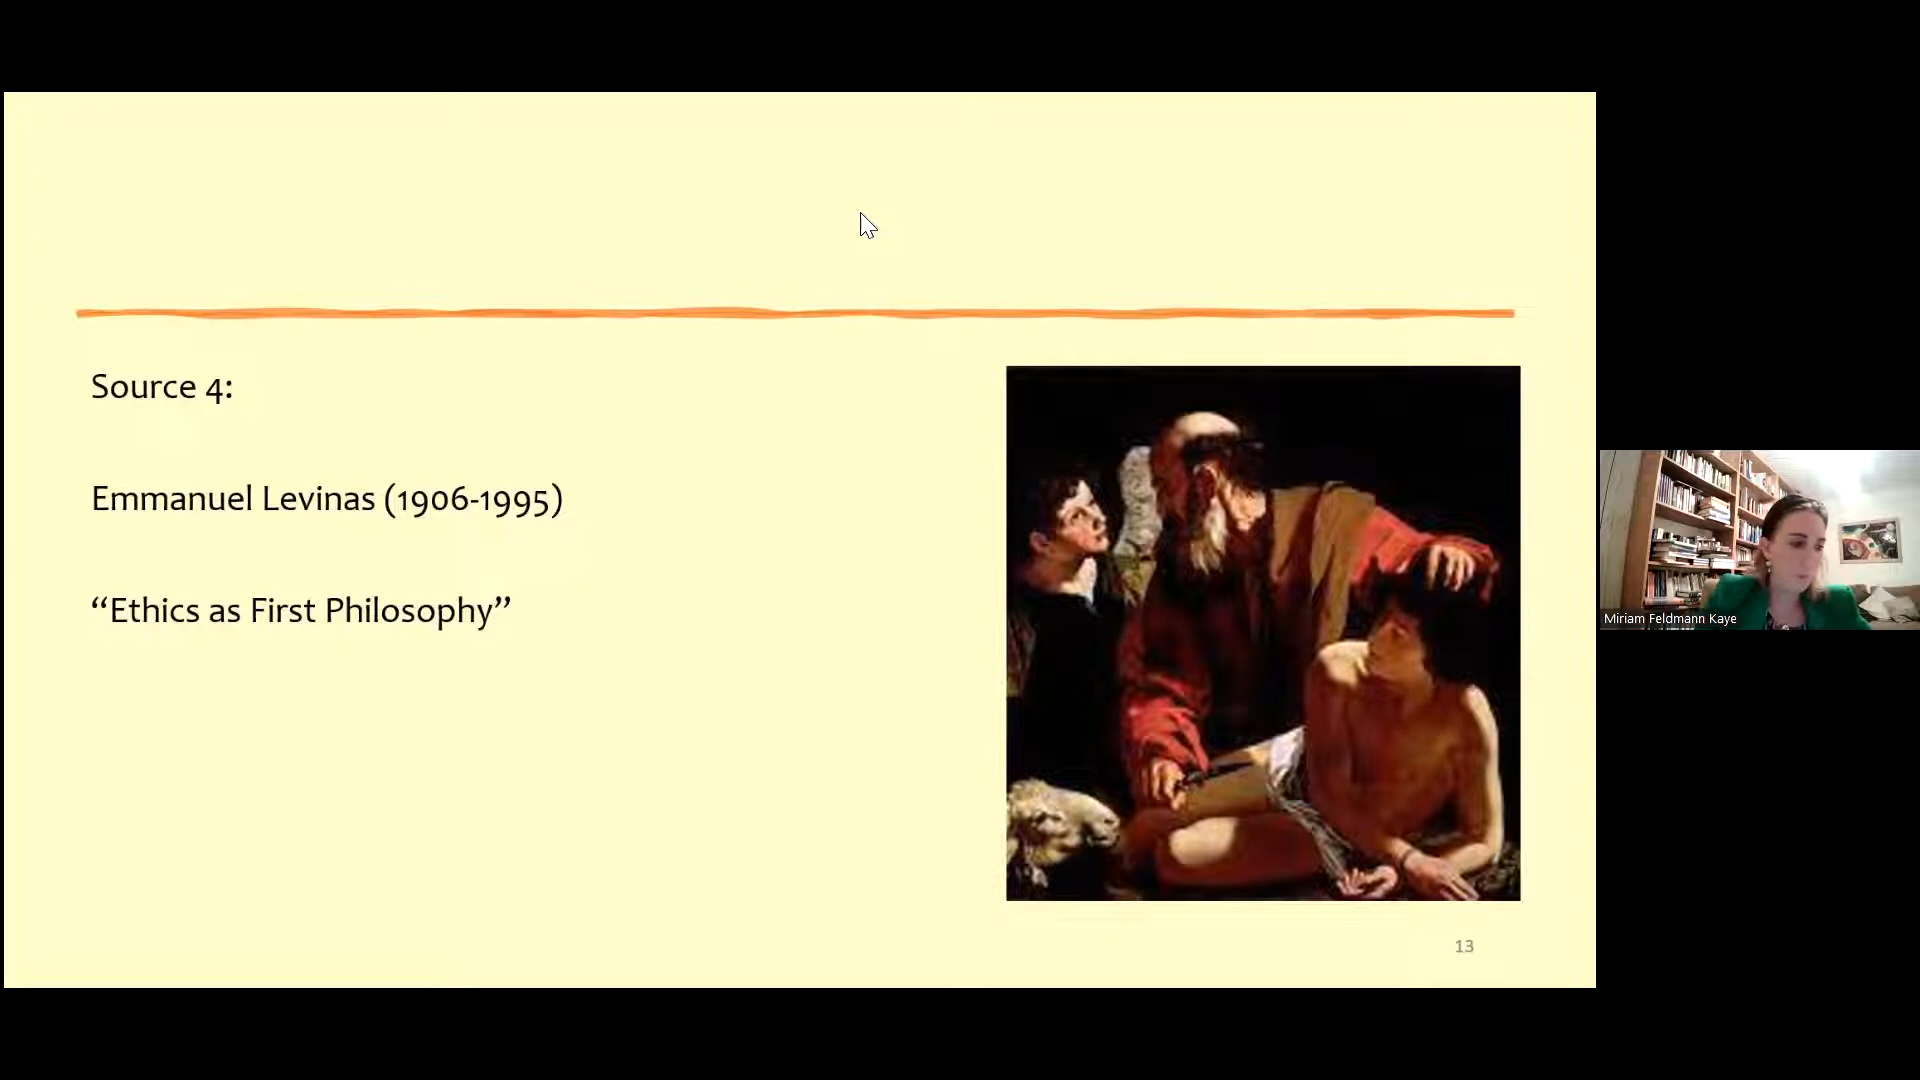 Source 4:
Emmanuel Levinas (1906-1995)
“Ethics as First Philosophy”
13
Miriam Feldmann Kaye